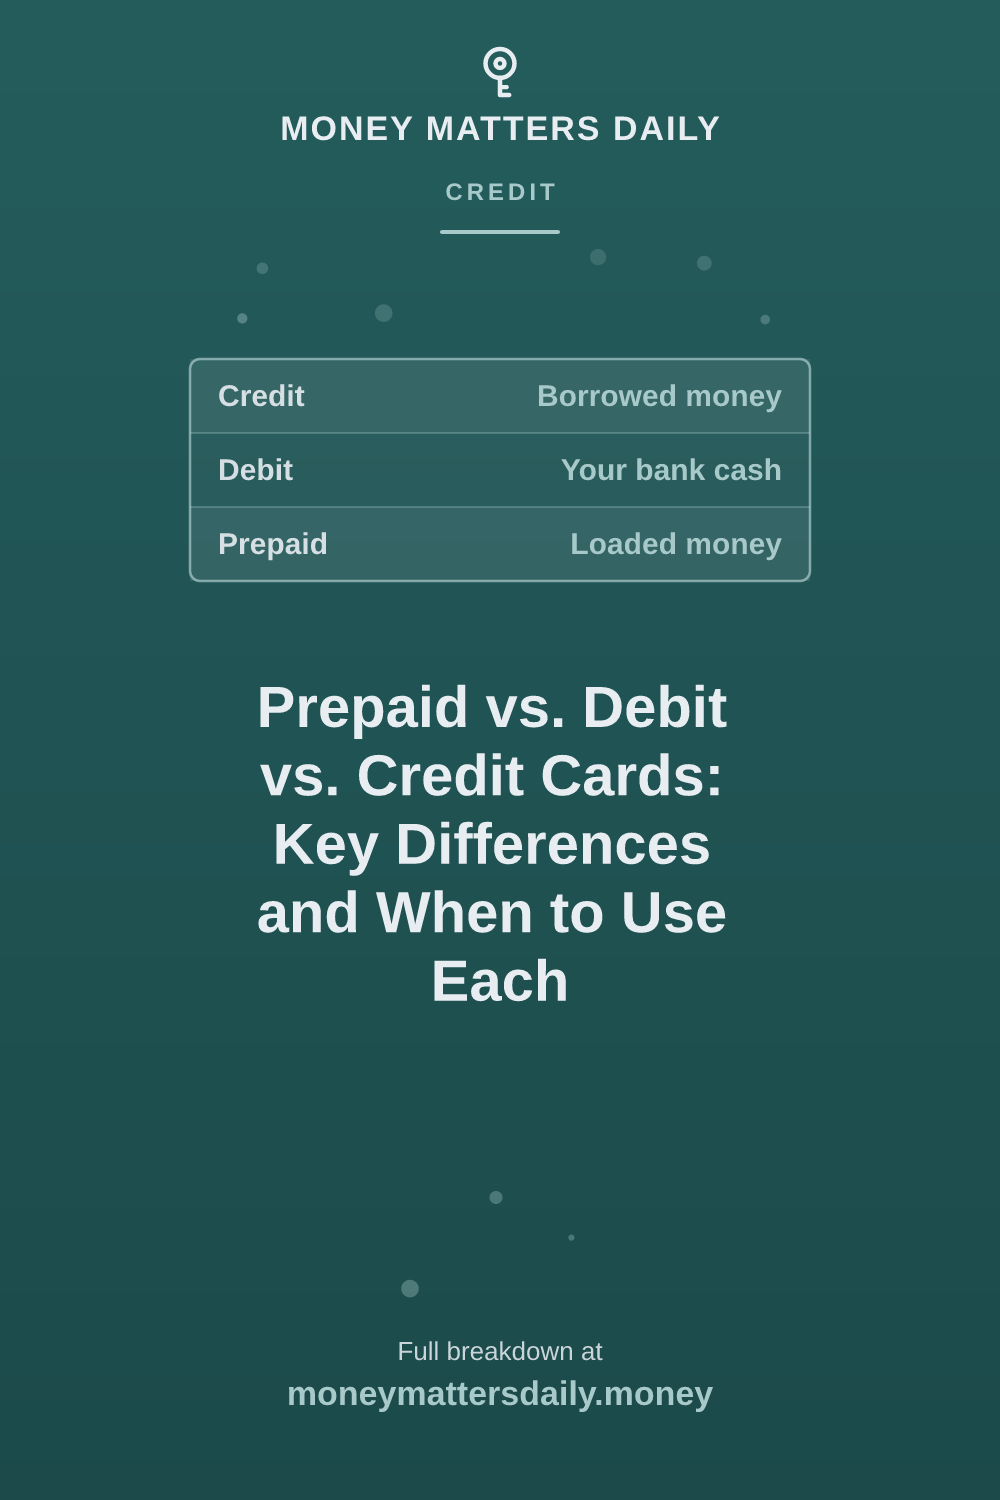 MONEY MATTERS DAILY
CREDIT
Credit Borrowed money
Debit Your bank cash
Prepaid Loaded money
Prepaid vs. Debit
vs. Credit Cards:
Key Differences
and When to Use
Each
Full breakdown at
moneymattersdaily.money